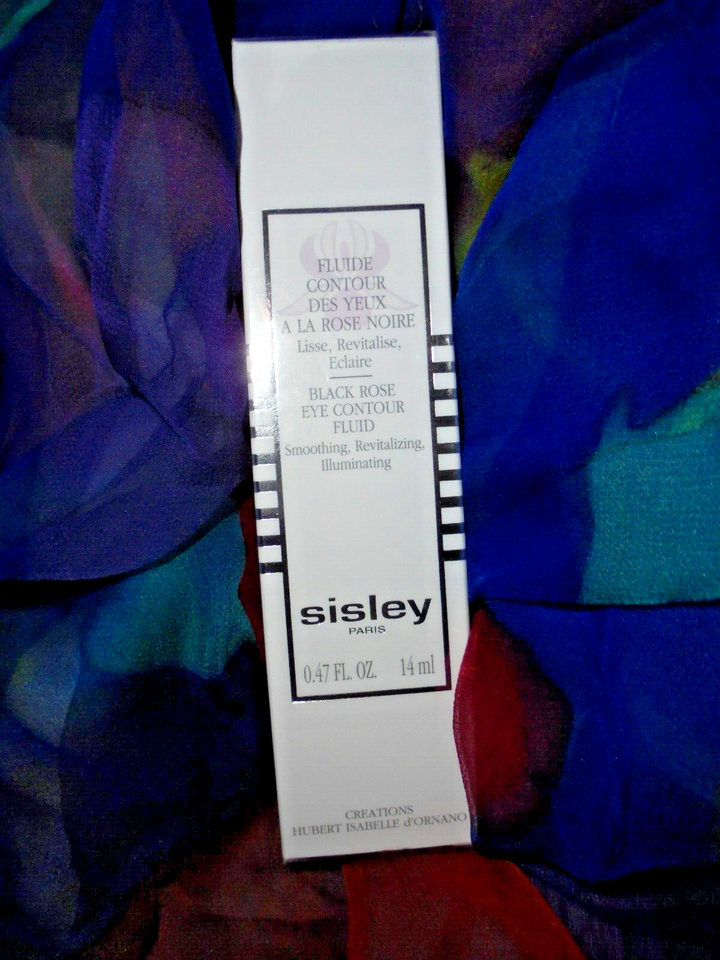 FLUIDE
CONTOUR
DES YEUX
A LA ROSE NOIRE
Lisse, Revitalise,
Eclaire
BLACK ROSE
EYE CONTOUR
FLUID
Smoothing, Revitalizing,
Illuminating
sisley
PARIS
0.47 FL. OZ. 14 ml
CREATIONS
HUBERT ISABELLE d'ORNANO